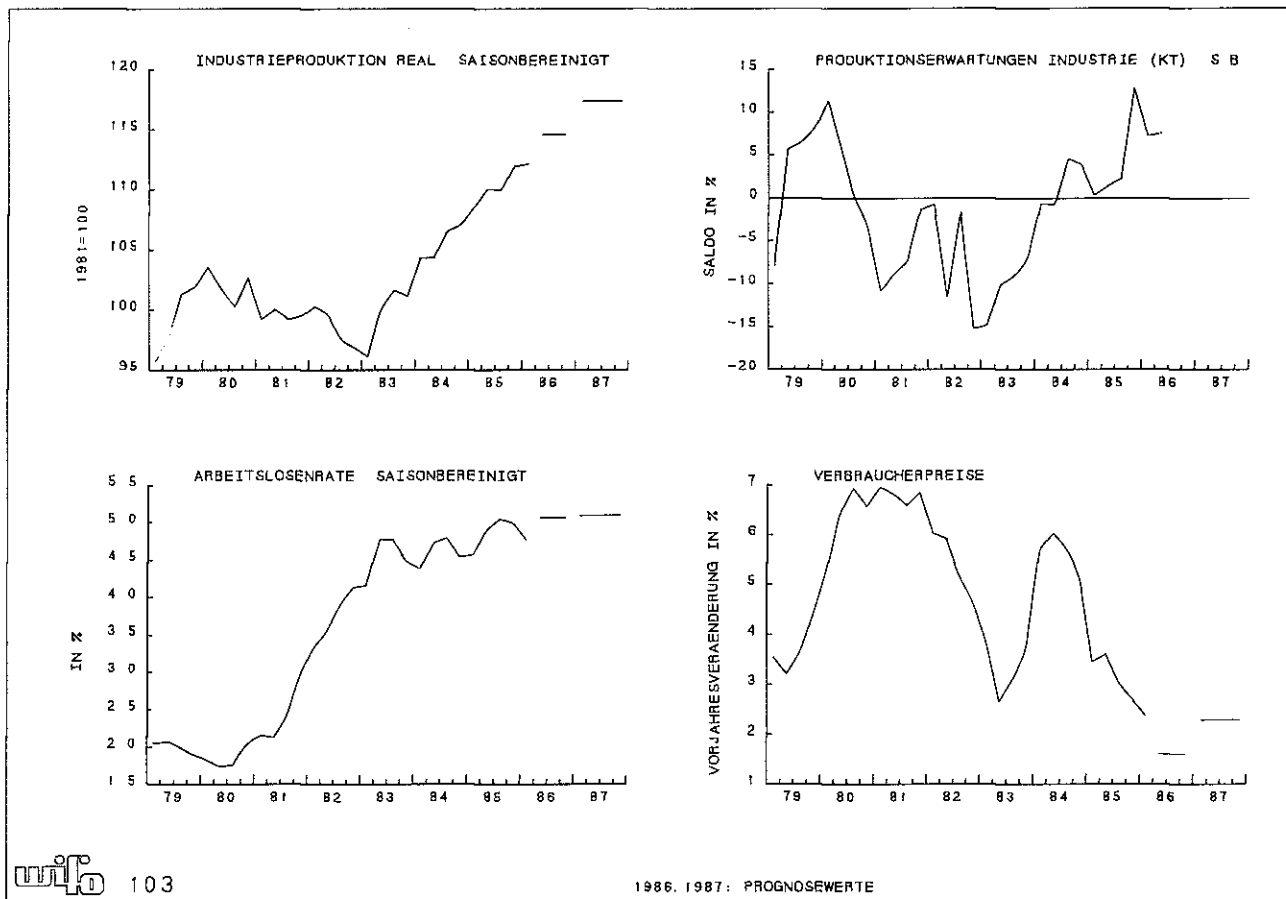 INDUSTRIEPRODUKTION REAL SAISONBEREINIGT
120
115
110
105
100
95
1981=100
79 80 81 82 83 84 85 86 87
PRODUKTIONSERWARTUNGEN INDUSTRIE (KT) S B
15
10
5
0
-5
-10
-15
-20
SALDO IN %
79 80 81 82 83 84 85 86 87
ARBEITSLOSENRATE SAISONBEREINIGT
5 5
5 0
4 5
4 0
3 5
3 0
2 5
2 0
1 5
IN %
79 80 81 82 83 84 85 86 87
VERBRAUCHERPREISE
7
6
5
4
3
2
1
VORJAHRESVERAENDERUNG IN %
79 80 81 82 83 84 85 86 87
wifo 103
1986, 1987: PROGNOSEWERTE